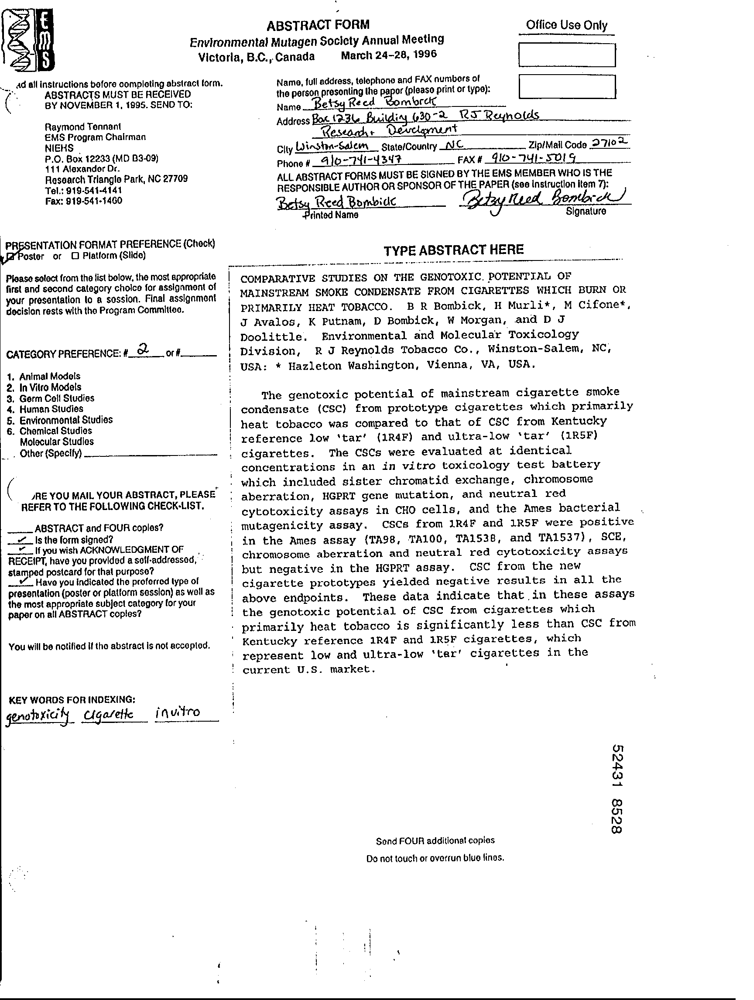 EMS
ABSTRACT FORM
Environmental Mutagen Society Annual Meeting
Victoria, B.C., Canada March 24-28, 1996
Office Use Only
ad all instructions before completing abstract form.
ABSTRACTS MUST BE RECEIVED
BY NOVEMBER 1, 1995. SEND TO:
Raymond Tennant
EMS Program Chairman
NIEHS
P.O. Box 12233 (MD B3-09)
111 Alexander Dr.
Research Triangle Park, NC 27709
Tel.: 919-541-4141
Fax: 919-541-1460
Name, full address, telephone and FAX numbers of
the person presenting the paper (please print or type):
Name Betsy Reed Bombick
Address Box 1236 Building 630-2 RJ Reynolds
Research + Development
City Winston-Salem State/Country NC Zip/Mail Code 27102
Phone # 910-741-4347 FAX # 910-741-5019
ALL ABSTRACT FORMS MUST BE SIGNED BY THE EMS MEMBER WHO IS THE
RESPONSIBLE AUTHOR OR SPONSOR OF THE PAPER (see Instruction Item 7):
Betsy Reed Bombick Betsy Reed Bombick
Printed Name Signature
PRESENTATION FORMAT PREFERENCE (Check)
Poster or ☐ Platform (Slide)
Please select from the list below, the most appropriate
first and second category choice for assignment of
your presentation to a session. Final assignment
decision rests with the Program Committee.
CATEGORY PREFERENCE: # 2 or #
1. Animal Models
2. In Vitro Models
3. Germ Cell Studies
4. Human Studies
5. Environmental Studies
6. Chemical Studies
Molecular Studies
Other (Specify)
RE YOU MAIL YOUR ABSTRACT, PLEASE
REFER TO THE FOLLOWING CHECK-LIST.
ABSTRACT and FOUR copies?
✓ Is the form signed?
✓ If you wish ACKNOWLEDGMENT OF
RECEIPT, have you provided a self-addressed,
stamped postcard for that purpose?
✓ Have you indicated the preferred type of
presentation (poster or platform session) as well as
the most appropriate subject category for your
paper on all ABSTRACT copies?
You will be notified if the abstract is not accepted.
KEY WORDS FOR INDEXING:
genotoxicity cigarette invitro
TYPE ABSTRACT HERE
COMPARATIVE STUDIES ON THE GENOTOXIC POTENTIAL OF
MAINSTREAM SMOKE CONDENSATE FROM CIGARETTES WHICH BURN OR
PRIMARILY HEAT TOBACCO. B R Bombick, H Murli*, M Cifone*,
J Avalos, K Putnam, D Bombick, W Morgan, and D J
Doolittle. Environmental and Molecular Toxicology
Division, R J Reynolds Tobacco Co., Winston-Salem, NC,
USA: * Hazleton Washington, Vienna, VA, USA.
The genotoxic potential of mainstream cigarette smoke
condensate (CSC) from prototype cigarettes which primarily
heat tobacco was compared to that of CSC from Kentucky
reference low 'tar' (1R4F) and ultra-low 'tar' (1R5F)
cigarettes. The CSCs were evaluated at identical
concentrations in an in vitro toxicology test battery
which included sister chromatid exchange, chromosome
aberration, HGPRT gene mutation, and neutral red
cytotoxicity assays in CHO cells, and the Ames bacterial
mutagenicity assay. CSCs from 1R4F and 1R5F were positive
in the Ames assay (TA98, TA100, TA1538, and TA1537), SCE,
chromosome aberration and neutral red cytotoxicity assays
but negative in the HGPRT assay. CSC from the new
cigarette prototypes yielded negative results in all the
above endpoints. These data indicate that in these assays
the genotoxic potential of CSC from cigarettes which
primarily heat tobacco is significantly less than CSC from
Kentucky reference 1R4F and 1R5F cigarettes, which
represent low and ultra-low 'tar' cigarettes in the
current U.S. market.
52431 8528
Send FOUR additional copies
Do not touch or overrun blue lines.